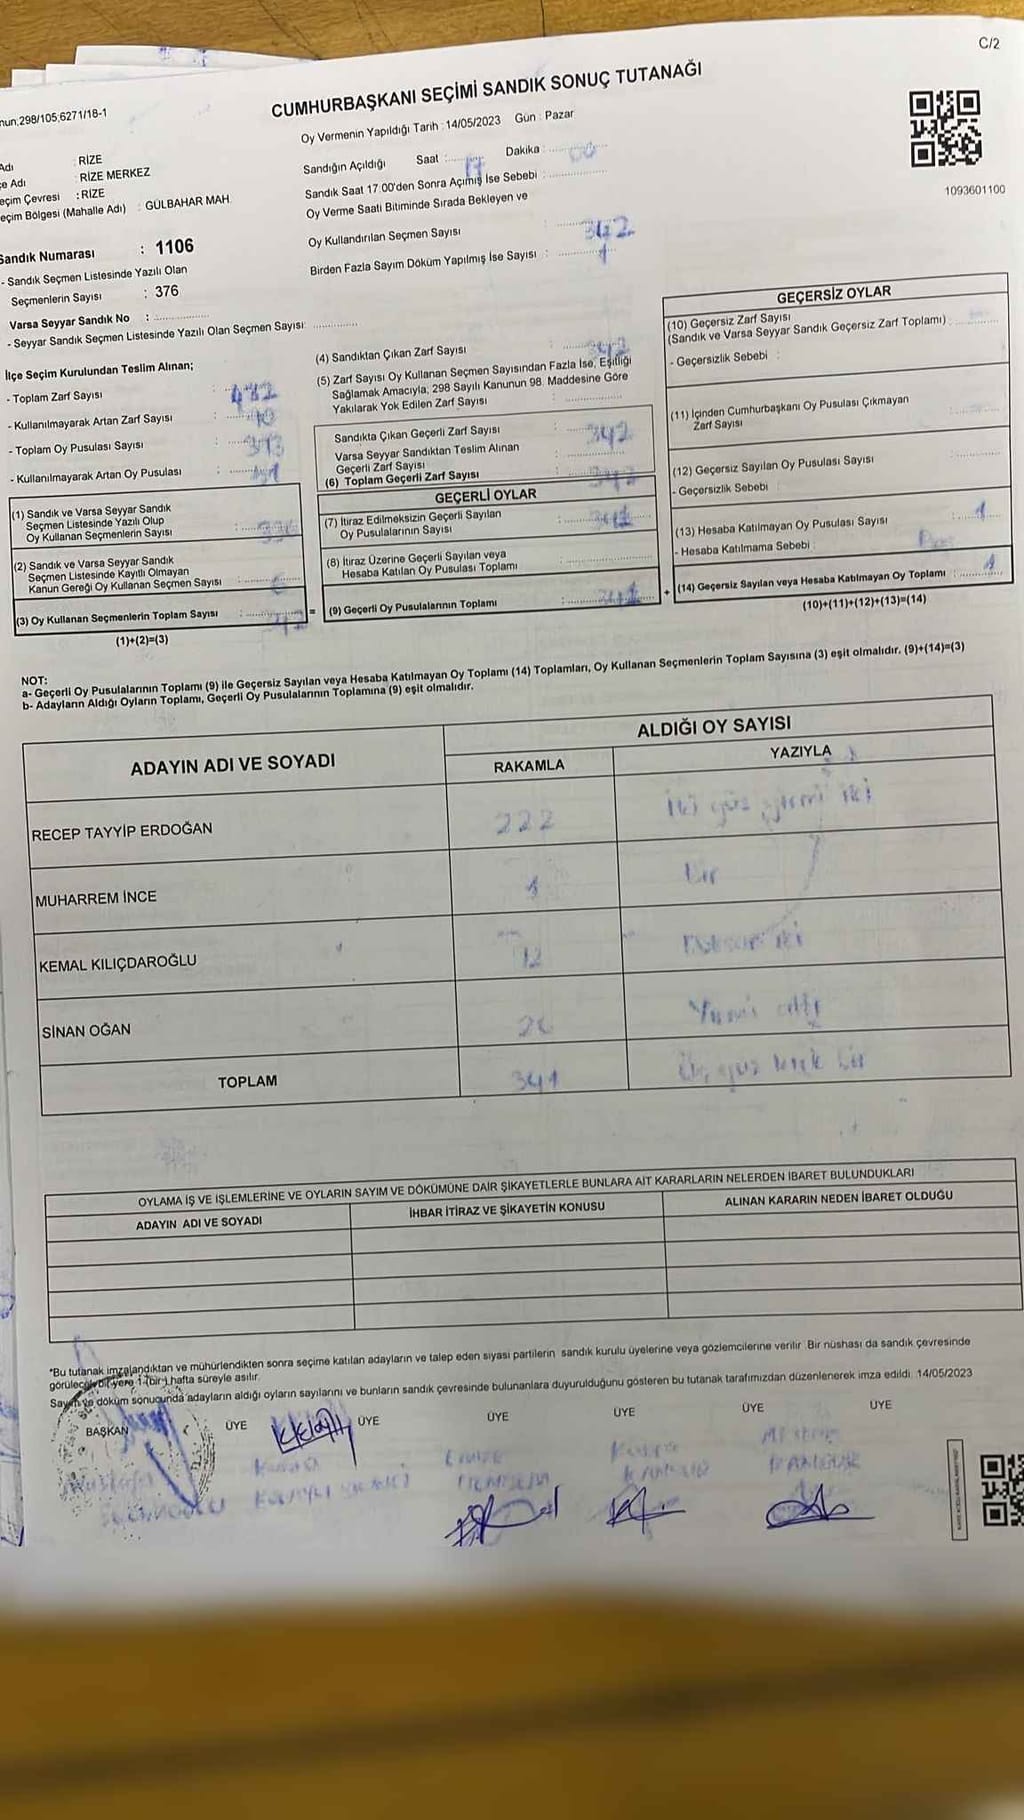 C/2
CUMHURBAŞKANI SEÇİMİ SANDIK SONUÇ TUTANAĞI
nun;298/105;6271/18-1
Oy Vermenin Yapıldığı Tarih : 14/05/2023 Gün : Pazar
Adı : RİZE
çe Adı : RİZE MERKEZ
eçim Çevresi : RİZE
eçim Bölgesi (Mahalle Adı) : GÜLBAHAR MAH.
Sandığın Açıldığı Saat : 17 Dakika : 00
Sandık Saat 17:00'den Sonra Açımış İse Sebebi :
Oy Verme Saati Bitiminde Sırada Bekleyen ve
Oy Kullandırılan Seçmen Sayısı : 342
Birden Fazla Sayım Döküm Yapılmış İse Sayısı : 1
1093601100
Sandık Numarası : 1106
- Sandık Seçmen Listesinde Yazılı Olan
Seçmenlerin Sayısı : 376
Varsa Seyyar Sandık No :
- Seyyar Sandık Seçmen Listesinde Yazılı Olan Seçmen Sayısı:
İlçe Seçim Kurulundan Teslim Alınan;
- Toplam Zarf Sayısı :
- Kullanılmayarak Artan Zarf Sayısı :
- Toplam Oy Pusulası Sayısı :
- Kullanılmayarak Artan Oy Pusulası :
(1) Sandık ve Varsa Seyyar Sandık
Seçmen Listesinde Yazılı Olup
Oy Kullanan Seçmenlerin Sayısı : 336
(2) Sandık ve Varsa Seyyar Sandık
Seçmen Listesinde Kayıtlı Olmayan
Kanun Gereği Oy Kullanan Seçmen Sayısı : 6
(3) Oy Kullanan Seçmenlerin Toplam Sayısı : 342 =
(1)+(2)=(3)
(4) Sandıktan Çıkan Zarf Sayısı : 342
(5) Zarf Sayısı Oy Kullanan Seçmen Sayısından Fazla İse, Eşitliği
Sağlamak Amacıyla; 298 Sayılı Kanunun 98. Maddesine Göre
Yakılarak Yok Edilen Zarf Sayısı :
Sandıkta Çıkan Geçerli Zarf Sayısı : 342
Varsa Seyyar Sandıktan Teslim Alınan
Geçerli Zarf Sayısı :
(6) Toplam Geçerli Zarf Sayısı : 342
GEÇERLİ OYLAR
(7) İtiraz Edilmeksizin Geçerli Sayılan
Oy Pusulalarının Sayısı : 341
(8) İtiraz Üzerine Geçerli Sayılan veya
Hesaba Katılan Oy Pusulası Toplamı :
(9) Geçerli Oy Pusulalarının Toplamı : 341 +
GEÇERSİZ OYLAR
(10) Geçersiz Zarf Sayısı
(Sandık ve Varsa Seyyar Sandık Geçersiz Zarf Toplamı) :
- Geçersizlik Sebebi :
(11) İçinden Cumhurbaşkanı Oy Pusulası Çıkmayan
Zarf Sayısı :
(12) Geçersiz Sayılan Oy Pusulası Sayısı :
- Geçersizlik Sebebi :
(13) Hesaba Katılmayan Oy Pusulası Sayısı : 1
- Hesaba Katılmama Sebebi :
(14) Geçersiz Sayılan veya Hesaba Katılmayan Oy Toplamı : 1
(10)+(11)+(12)+(13)=(14)
NOT:
a- Geçerli Oy Pusulalarının Toplamı (9) ile Geçersiz Sayılan veya Hesaba Katılmayan Oy Toplamı (14) Toplamları, Oy Kullanan Seçmenlerin Toplam Sayısına (3) eşit olmalıdır. (9)+(14)=(3)
b- Adayların Aldığı Oyların Toplamı, Geçerli Oy Pusulalarının Toplamına (9) eşit olmalıdır.
ADAYIN ADI VE SOYADI
ALDIĞI OY SAYISI
RAKAMLA YAZIYLA
RECEP TAYYİP ERDOĞAN 222 iki yüz yirmi iki
MUHARREM İNCE 1 bir
KEMAL KILIÇDAROĞLU iki
SİNAN OĞAN 26 Yirmi altı
TOPLAM 341 Üç yüz kırk bir
OYLAMA İŞ VE İŞLEMLERİNE VE OYLARIN SAYIM VE DÖKÜMÜNE DAİR ŞİKAYETLERLE BUNLARA AİT KARARLARIN NELERDEN İBARET BULUNDUKLARI
ADAYIN ADI VE SOYADI İHBAR İTİRAZ VE ŞİKAYETİN KONUSU ALINAN KARARIN NEDEN İBARET OLDUĞU
*Bu tutanak imzalandıktan ve mühürlendikten sonra seçime katılan adayların ve talep eden siyasi partilerin sandık kurulu üyelerine veya gözlemcilerine verilir. Bir nüshası da sandık çevresinde
görülecek bir yere 1 (bir) hafta süreyle asılır.
Sayım ve döküm sonucunda adayların aldığı oyların sayılarını ve bunların sandık çevresinde bulunanlara duyurulduğunu gösteren bu tutanak tarafımızdan düzenlenerek imza edildi. 14/05/2023
BAŞKAN ÜYE ÜYE ÜYE ÜYE ÜYE ÜYE